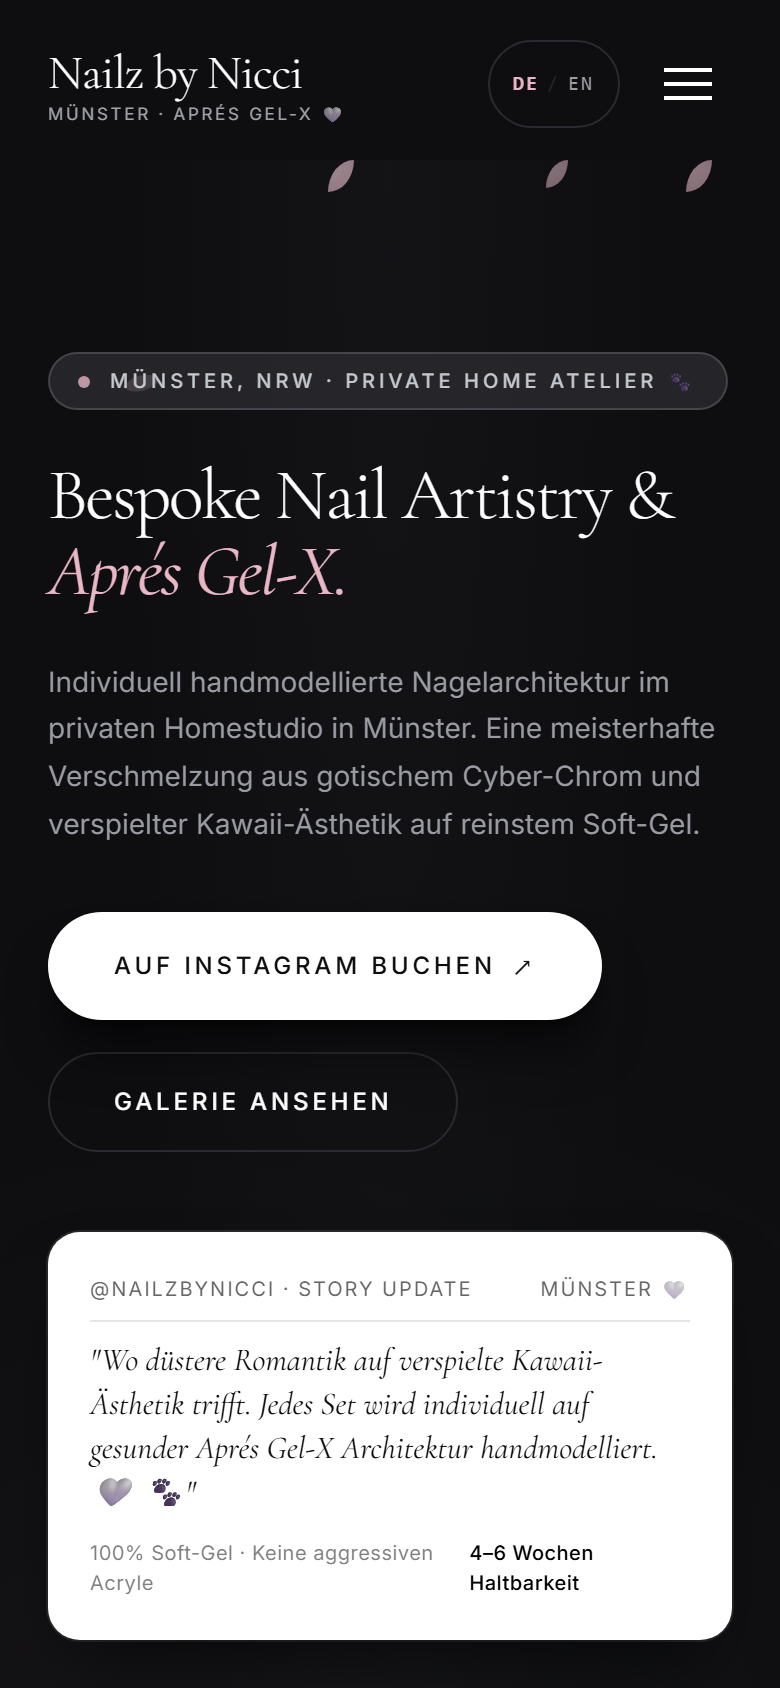 Nailz by Nicci
MÜNSTER · APRÉS GEL-X 💜
DE / EN
MÜNSTER, NRW · PRIVATE HOME ATELIER 🐾
Bespoke Nail Artistry &
Aprés Gel-X.
Individuell handmodellierte Nagelarchitektur im
privaten Homestudio in Münster. Eine meisterhafte
Verschmelzung aus gotischem Cyber-Chrom und
verspielter Kawaii-Ästhetik auf reinstem Soft-Gel.
AUF INSTAGRAM BUCHEN ↗
GALERIE ANSEHEN
@NAILZBYNICCI · STORY UPDATE
MÜNSTER 🤍
"Wo düstere Romantik auf verspielte Kawaii-
Ästhetik trifft. Jedes Set wird individuell auf
gesunder Aprés Gel-X Architektur handmodelliert.
💜 🐾"
100% Soft-Gel · Keine aggressiven
Acryle
4–6 Wochen
Haltbarkeit